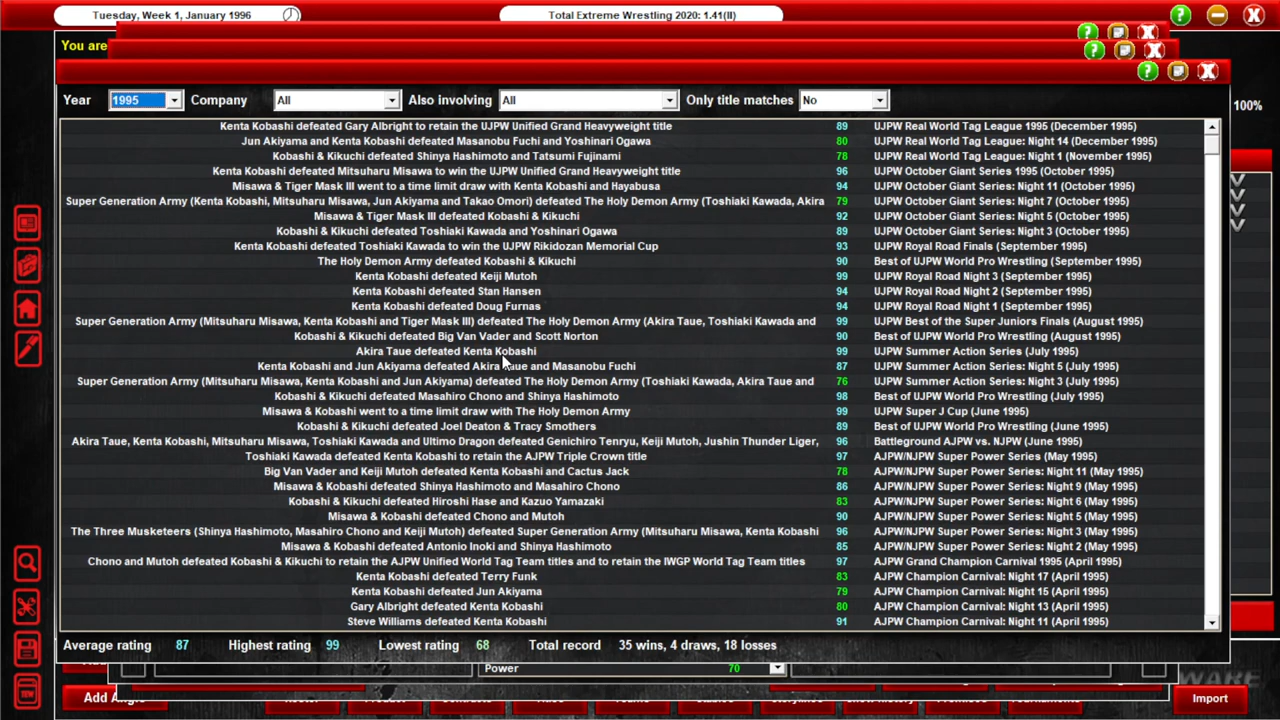 Tuesday, Week 1, January 1996
Total Extreme Wrestling 2020: 1.41(II)
You are
Year 1995 Company All Also involving All Only title matches No
100%
Kenta Kobashi defeated Gary Albright to retain the UJPW Unified Grand Heavyweight title 89 UJPW Real World Tag League 1995 (December 1995)
Jun Akiyama and Kenta Kobashi defeated Masanobu Fuchi and Yoshinari Ogawa 80 UJPW Real World Tag League: Night 14 (December 1995)
Kobashi & Kikuchi defeated Shinya Hashimoto and Tatsumi Fujinami 78 UJPW Real World Tag League: Night 1 (November 1995)
Kenta Kobashi defeated Mitsuharu Misawa to win the UJPW Unified Grand Heavyweight title 96 UJPW October Giant Series 1995 (October 1995)
Misawa & Tiger Mask III went to a time limit draw with Kenta Kobashi and Hayabusa 94 UJPW October Giant Series: Night 11 (October 1995)
Super Generation Army (Kenta Kobashi, Mitsuharu Misawa, Jun Akiyama and Takao Omori) defeated The Holy Demon Army (Toshiaki Kawada, Akira 79 UJPW October Giant Series: Night 7 (October 1995)
Misawa & Tiger Mask III defeated Kobashi & Kikuchi 92 UJPW October Giant Series: Night 5 (October 1995)
Kobashi & Kikuchi defeated Toshiaki Kawada and Yoshinari Ogawa 89 UJPW October Giant Series: Night 3 (October 1995)
Kenta Kobashi defeated Toshiaki Kawada to win the UJPW Rikidozan Memorial Cup 93 UJPW Royal Road Finals (September 1995)
The Holy Demon Army defeated Kobashi & Kikuchi 90 Best of UJPW World Pro Wrestling (September 1995)
Kenta Kobashi defeated Keiji Mutoh 99 UJPW Royal Road Night 3 (September 1995)
Kenta Kobashi defeated Stan Hansen 94 UJPW Royal Road Night 2 (September 1995)
Kenta Kobashi defeated Doug Furnas 94 UJPW Royal Road Night 1 (September 1995)
Super Generation Army (Mitsuharu Misawa, Kenta Kobashi and Tiger Mask III) defeated The Holy Demon Army (Akira Taue, Toshiaki Kawada and 99 UJPW Best of the Super Juniors Finals (August 1995)
Kobashi & Kikuchi defeated Big Van Vader and Scott Norton 90 Best of UJPW World Pro Wrestling (August 1995)
Akira Taue defeated Kenta Kobashi 99 UJPW Summer Action Series (July 1995)
Kenta Kobashi and Jun Akiyama defeated Akira Taue and Masanobu Fuchi 87 UJPW Summer Action Series: Night 5 (July 1995)
Super Generation Army (Mitsuharu Misawa, Kenta Kobashi and Jun Akiyama) defeated The Holy Demon Army (Toshiaki Kawada, Akira Taue and 76 UJPW Summer Action Series: Night 3 (July 1995)
Kobashi & Kikuchi defeated Masahiro Chono and Shinya Hashimoto 98 Best of UJPW World Pro Wrestling (July 1995)
Misawa & Kobashi went to a time limit draw with The Holy Demon Army 99 UJPW Super J Cup (June 1995)
Kobashi & Kikuchi defeated Joel Deaton & Tracy Smothers 89 Best of UJPW World Pro Wrestling (June 1995)
Akira Taue, Kenta Kobashi, Mitsuharu Misawa, Toshiaki Kawada and Ultimo Dragon defeated Genichiro Tenryu, Keiji Mutoh, Jushin Thunder Liger, 96 Battleground AJPW vs. NJPW (June 1995)
Toshiaki Kawada defeated Kenta Kobashi to retain the AJPW Triple Crown title 97 AJPW/NJPW Super Power Series (May 1995)
Big Van Vader and Keiji Mutoh defeated Kenta Kobashi and Cactus Jack 78 AJPW/NJPW Super Power Series: Night 11 (May 1995)
Misawa & Kobashi defeated Shinya Hashimoto and Masahiro Chono 86 AJPW/NJPW Super Power Series: Night 9 (May 1995)
Kobashi & Kikuchi defeated Hiroshi Hase and Kazuo Yamazaki 83 AJPW/NJPW Super Power Series: Night 6 (May 1995)
Misawa & Kobashi defeated Chono and Mutoh 90 AJPW/NJPW Super Power Series: Night 5 (May 1995)
The Three Musketeers (Shinya Hashimoto, Masahiro Chono and Keiji Mutoh) defeated Super Generation Army (Mitsuharu Misawa, Kenta Kobashi 96 AJPW/NJPW Super Power Series: Night 3 (May 1995)
Misawa & Kobashi defeated Antonio Inoki and Shinya Hashimoto 85 AJPW/NJPW Super Power Series: Night 2 (May 1995)
Chono and Mutoh defeated Kobashi & Kikuchi to retain the AJPW Unified World Tag Team titles and to retain the IWGP World Tag Team titles 97 AJPW Grand Champion Carnival 1995 (April 1995)
Kenta Kobashi defeated Terry Funk 83 AJPW Champion Carnival: Night 17 (April 1995)
Kenta Kobashi defeated Jun Akiyama 79 AJPW Champion Carnival: Night 15 (April 1995)
Gary Albright defeated Kenta Kobashi 80 AJPW Champion Carnival: Night 13 (April 1995)
Steve Williams defeated Kenta Kobashi 91 AJPW Champion Carnival: Night 11 (April 1995)
Average rating 87 Highest rating 99 Lowest rating 68 Total record 35 wins, 4 draws, 18 losses
Power 70
Add Angle
Import